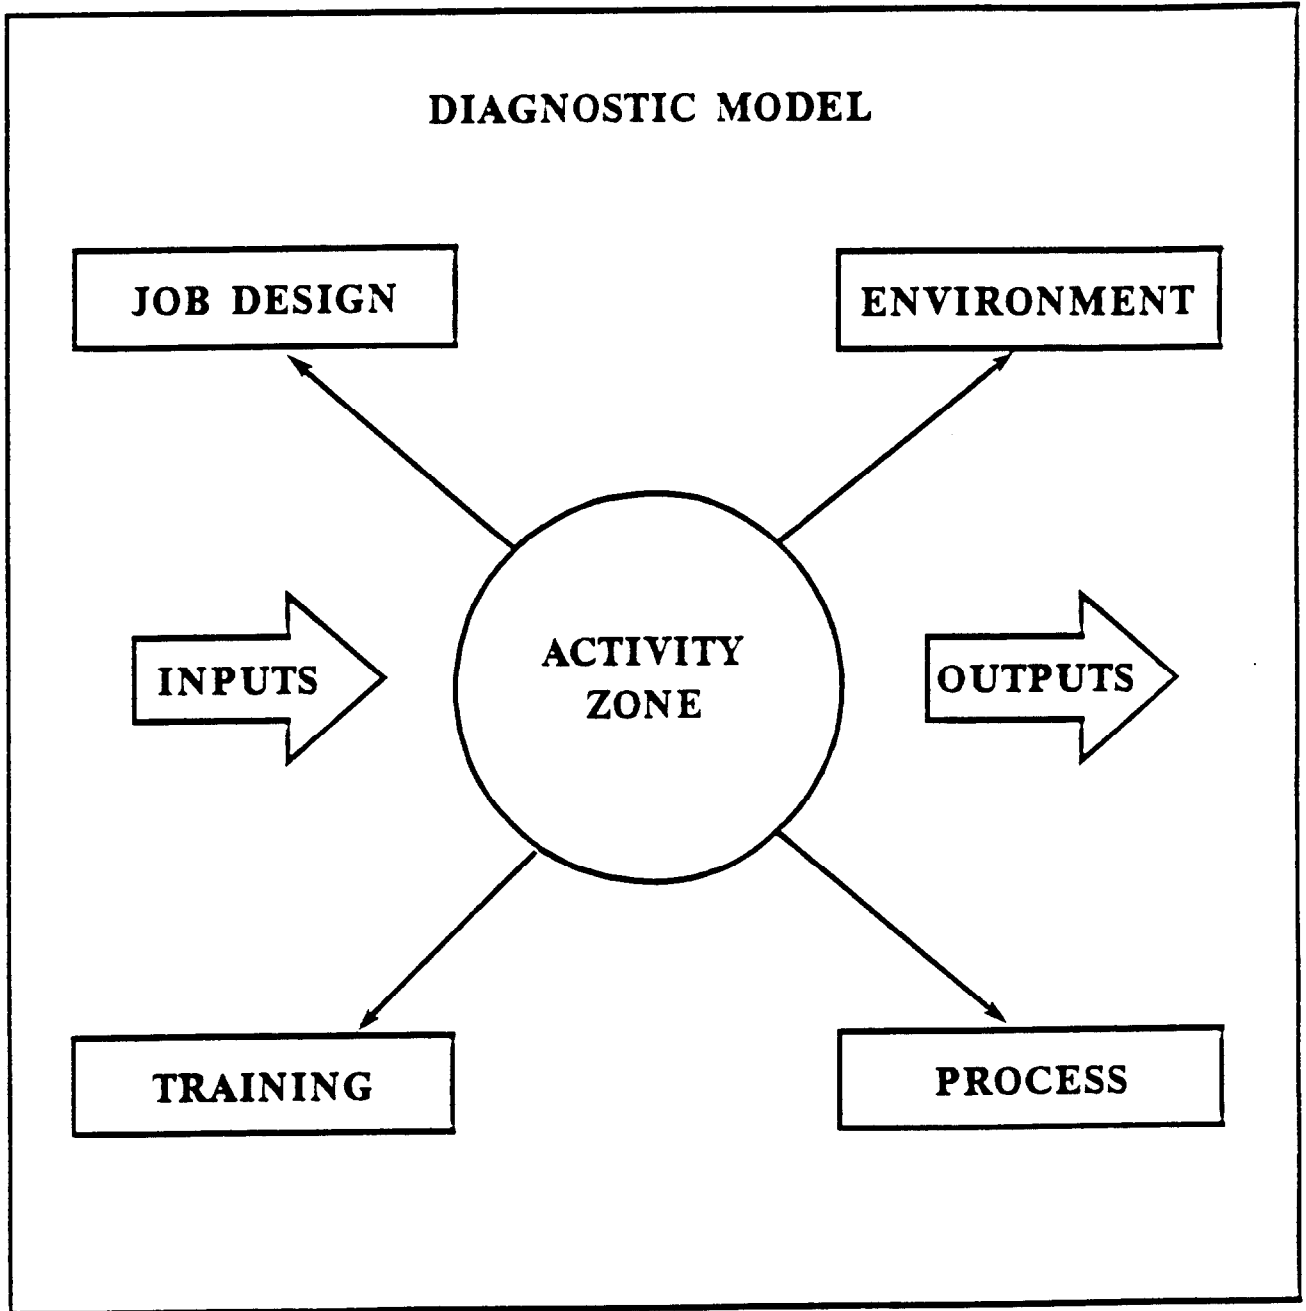 DIAGNOSTIC MODEL
JOB DESIGN
ENVIRONMENT
INPUTS
ACTIVITY
ZONE
OUTPUTS
TRAINING
PROCESS